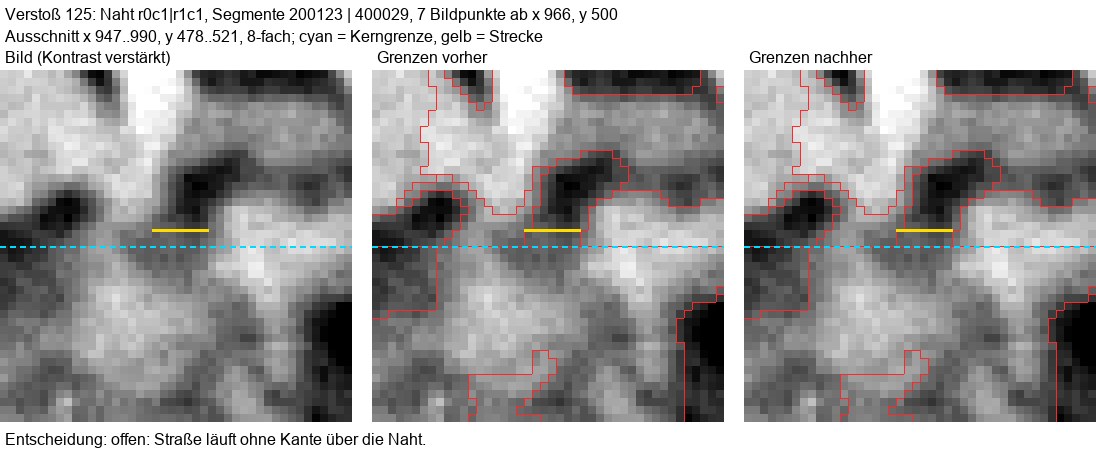 Verstoß 125: Naht r0c1|r1c1, Segmente 200123 | 400029, 7 Bildpunkte ab x 966, y 500
Ausschnitt x 947..990, y 478..521, 8-fach; cyan = Kerngrenze, gelb = Strecke
Bild (Kontrast verstärkt)
Grenzen vorher
Grenzen nachher
Entscheidung: offen: Straße läuft ohne Kante über die Naht.